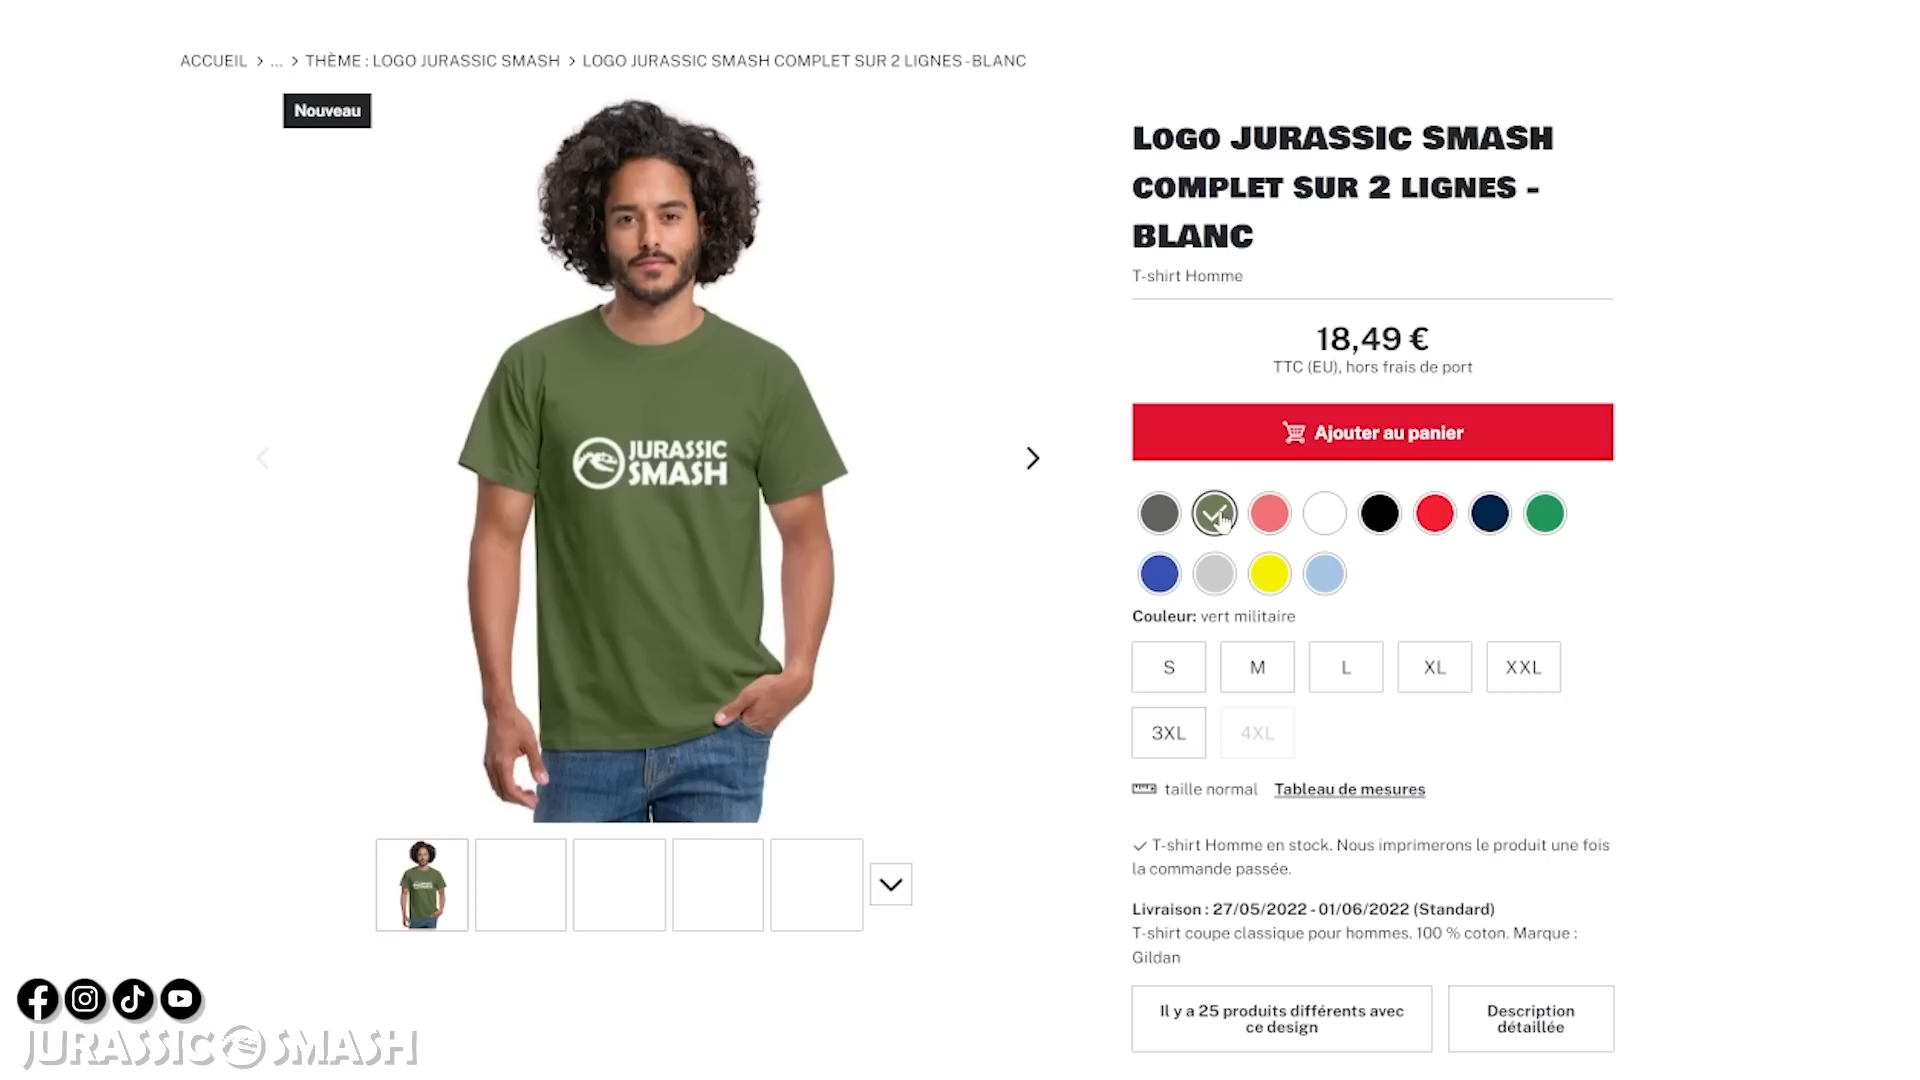 ACCUEIL > ... > THÈME : LOGO JURASSIC SMASH > LOGO JURASSIC SMASH COMPLET SUR 2 LIGNES - BLANC
Nouveau
JURASSIC
SMASH
Logo JURASSIC SMASH
complet sur 2 lignes -
BLANC
T-shirt Homme
18,49 €
TTC (EU), hors frais de port
Ajouter au panier
Couleur: vert militaire
S M L XL XXL
3XL 4XL
taille normal Tableau de mesures
T-shirt Homme en stock. Nous imprimerons le produit une fois
la commande passée.
Livraison : 27/05/2022 - 01/06/2022 (Standard)
T-shirt coupe classique pour hommes. 100 % coton. Marque :
Gildan
Il y a 25 produits différents avec
ce design
Description
détaillée
JURASSIC SMASH